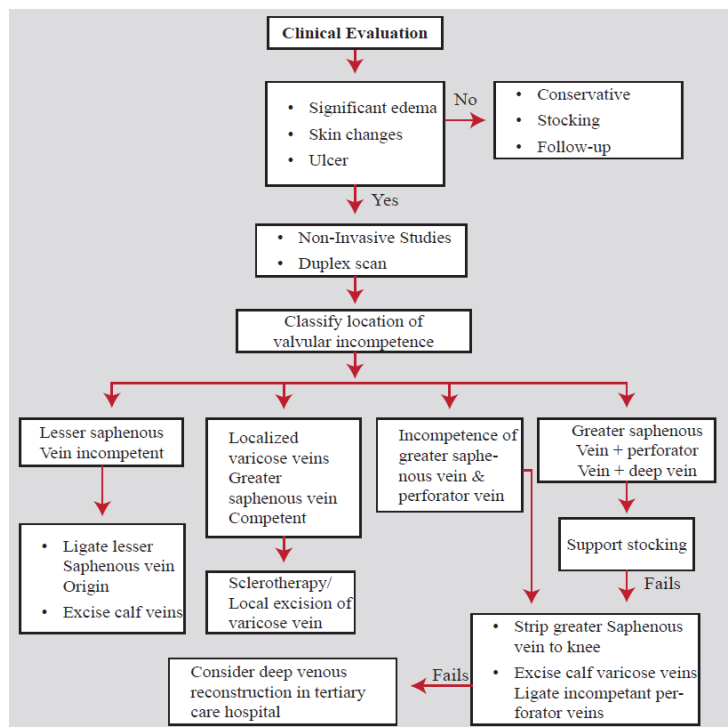 Clinical Evaluation
• Significant edema
• Skin changes
• Ulcer
No
• Conservative
• Stocking
• Follow-up
Yes
• Non-Invasive Studies
• Duplex scan
Classify location of
valvular incompetence
Lesser saphenous
Vein incompetent
Localized
varicose veins
Greater
saphenous vein
Competent
Incompetence of
greater saphe-
nous vein &
perforator vein
Greater saphenous
Vein + perforator
Vein + deep vein
• Ligate lesser
Saphenous vein
Origin
• Excise calf veins
Sclerotherapy/
Local excision of
varicose vein
Support stocking
Fails
• Strip greater Saphenous
vein to knee
• Excise calf varicose veins
Ligate incompetant per-
forator veins
Fails
Consider deep venous
reconstruction in tertiary
care hospital